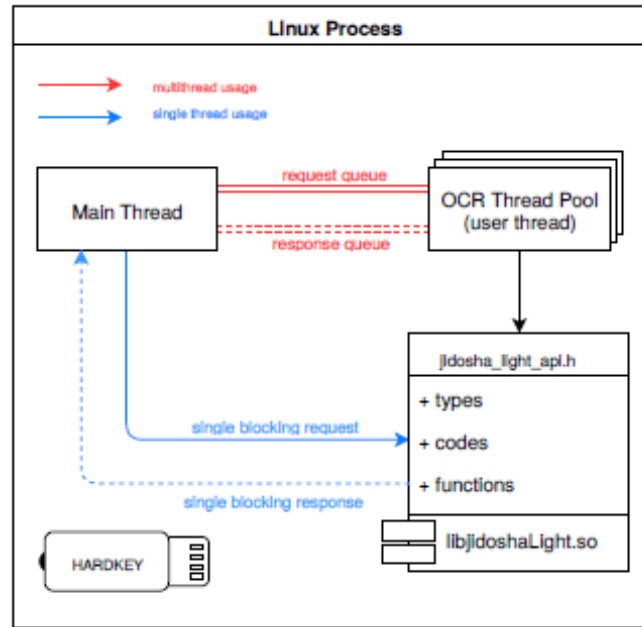 Linux Process
multithread usage
single thread usage
request queue
Main Thread
OCR Thread Pool
(user thread)
response queue
jidosha_light_api.h
+ types
single blocking request
+ codes
+ functions
single blocking response
libjidoshaLight.so
HARDKEY